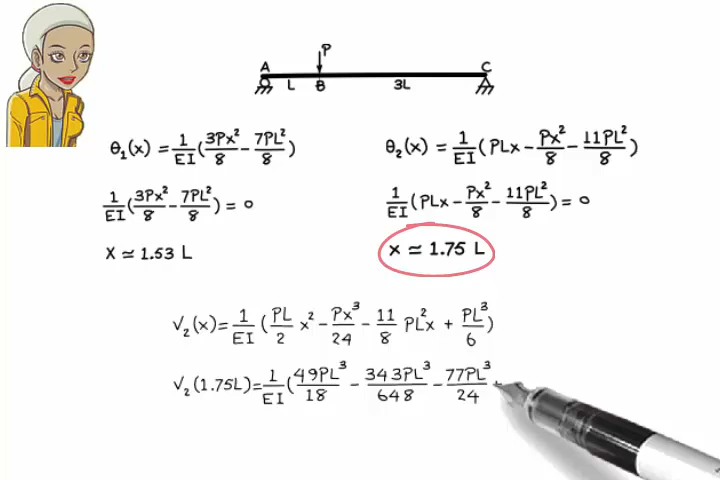 P
A C
L B 3L
θ₁(x) = 1/EI (3Px²/8 − 7PL²/8)
θ₂(x) = 1/EI (PLx − Px²/8 − 11PL²/8)
1/EI (3Px²/8 − 7PL²/8) = 0
1/EI (PLx − Px²/8 − 11PL²/8) = 0
x ≃ 1.53 L
x ≃ 1.75 L
v₂(x) = 1/EI (PL/2 x² − Px³/24 − 11/8 PL²x + PL³/6)
v₂(1.75L) = 1/EI (49PL³/18 − 343PL³/648 − 77PL³/24